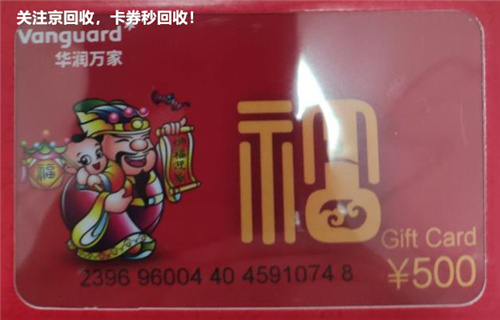 关注京回收，卡券秒回收！
Vanguard
华润万家
福
福
Gift Card
2396 96004 40 4591074 8
¥500